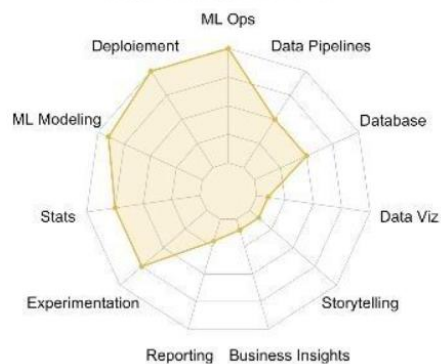 ML Ops
Deploiement
Data Pipelines
ML Modeling
Database
Stats
Data Viz
Experimentation
Storytelling
Reporting
Business Insights